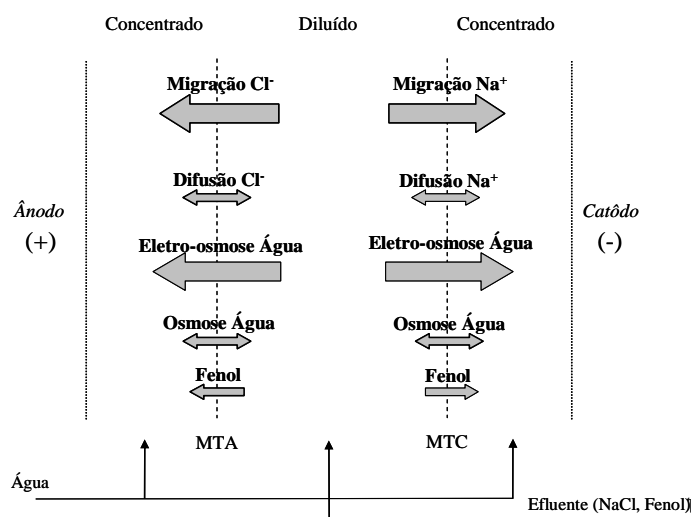 Concentrado Diluído Concentrado
Migração Cl- Migração Na+
Difusão Cl- Difusão Na+
Ânodo Catôdo
(+) (-)
Eletro-osmose Água Eletro-osmose Água
Osmose Água Osmose Água
Fenol Fenol
MTA MTC
Água
Efluente (NaCl, Fenol)